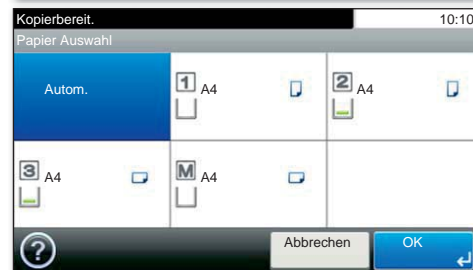 Kopierbereit. 10:10
Papier Auswahl
Autom.
1 A4
2 A4
3 A4
M A4
? Abbrechen OK